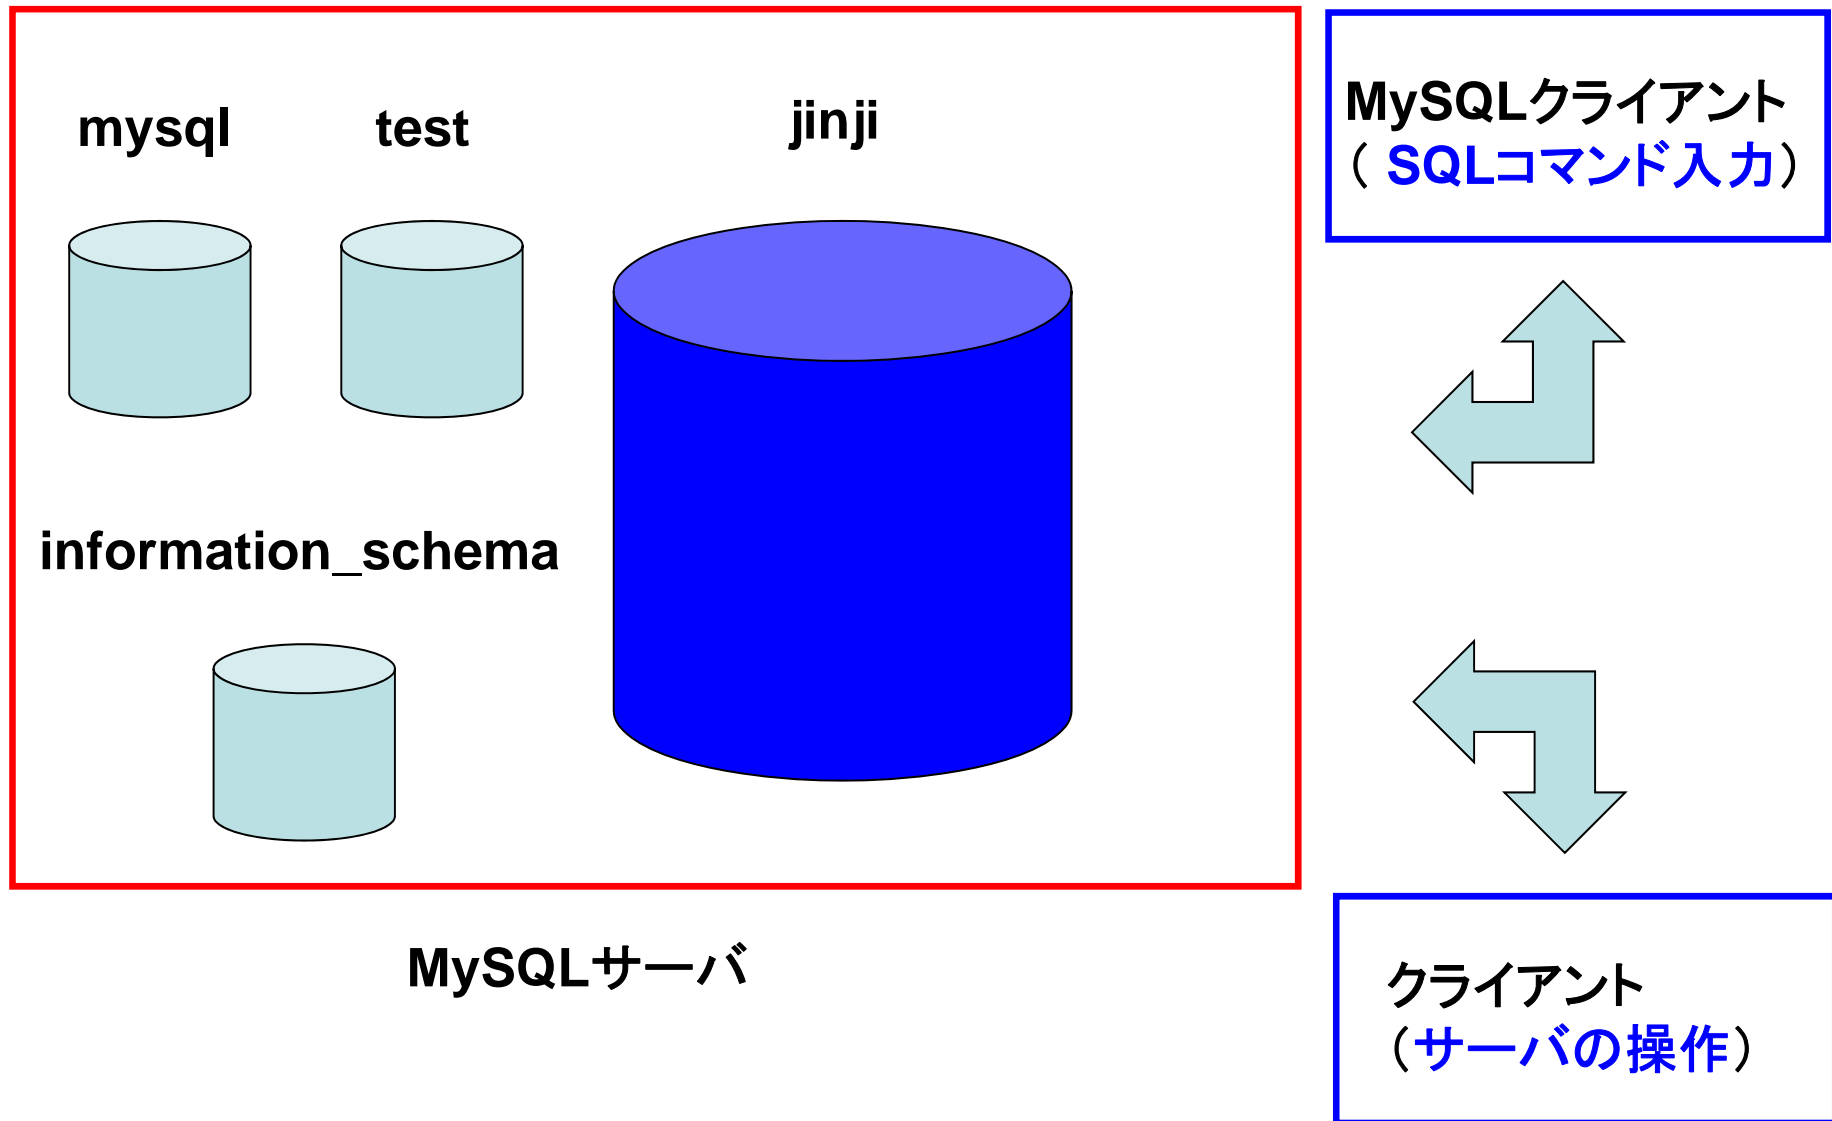 mysql
test
jinji
information_schema
MySQLサーバ
MySQLクライアント
（ SQLコマンド入力）
クライアント
（サーバの操作）